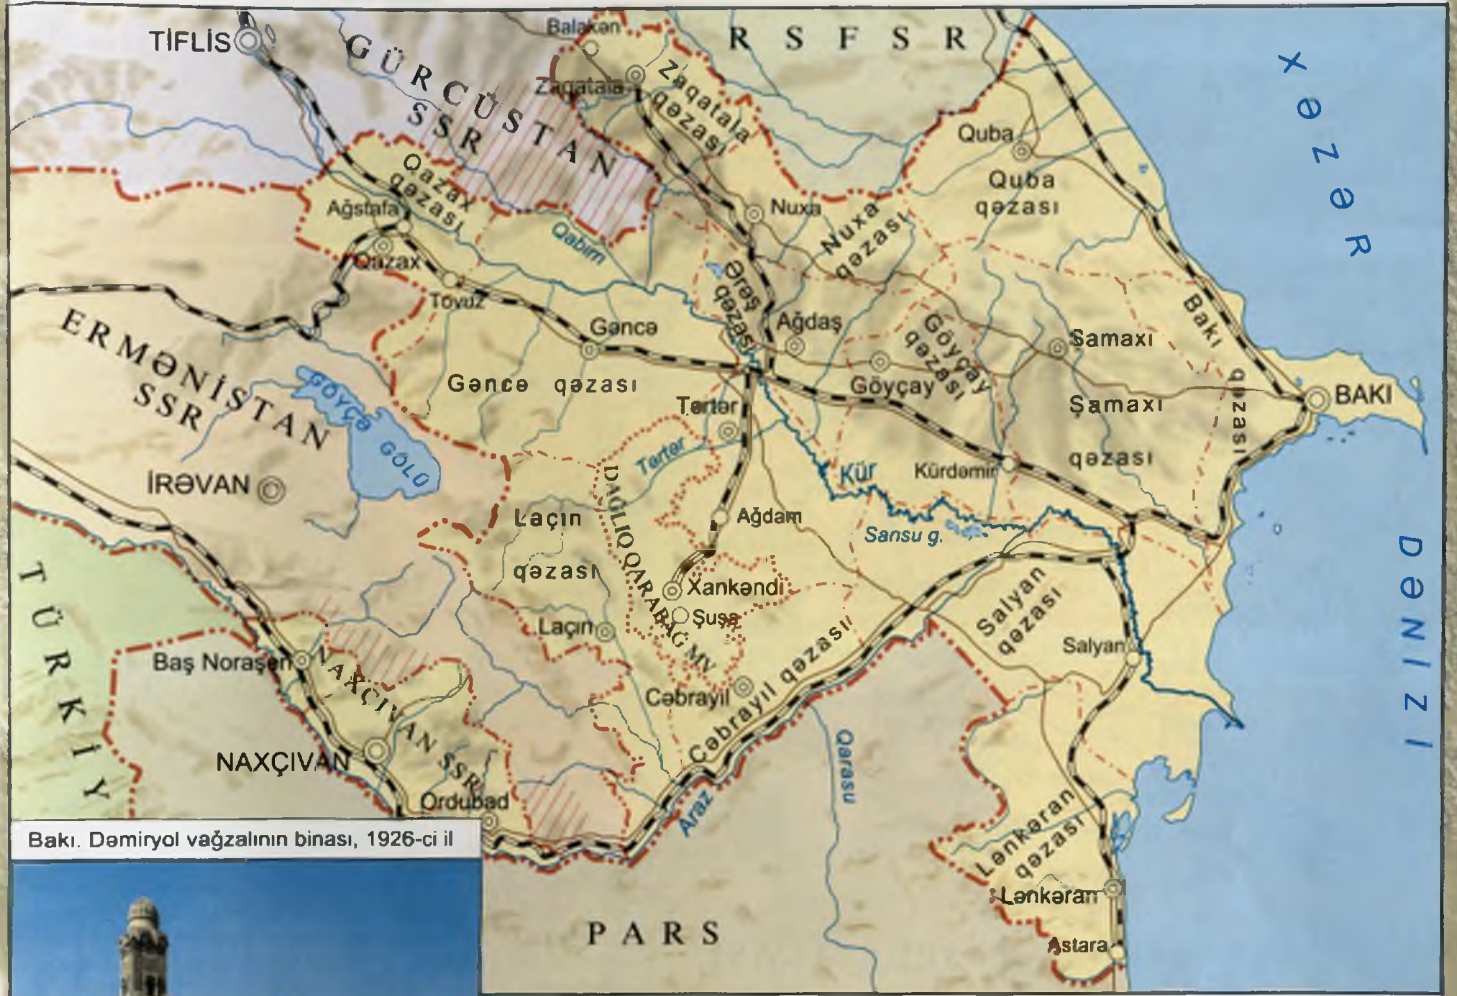 TİFLİS
GÜRCÜSTAN
SSR
Balakən
Zaqatala
Zaqatala
qəzası
R S F S R
XƏZƏR
DƏNİZİ
Quba
Quba
qəzası
Qazax
qəzası
Ağstafa
Qazax
Tovuz
Qabırrı
Nuxa
Nuxa
qəzası
Ərəş
qəzası
Ağdaş
Göyçay
qəzası
Göyçay
Şamaxı
Şamaxı
qəzası
Bakı
qəzası
BAKI
ERMƏNİSTAN
SSR
GÖYÇƏ
GÖLÜ
İRƏVAN
Gəncə
Gəncə qəzası
Tərtər
Tərtər
Kür
Kürdəmir
Sarısu g.
Laçın
qəzası
Laçın
DAĞLIQ QARABAĞ MV
Ağdam
Xankəndi
Şuşa
Cəbrayıl
Cəbrayıl qəzası
Salyan
qəzası
Salyan
TÜRKİY
Baş Noraşen
NAXÇIVAN SSR
NAXÇIVAN
Ordubad
Araz
Qarasu
Lənkəran
qəzası
Lənkəran
Astara
P A R S
Bakı. Dəmiryol vağzalının binası, 1926-ci il